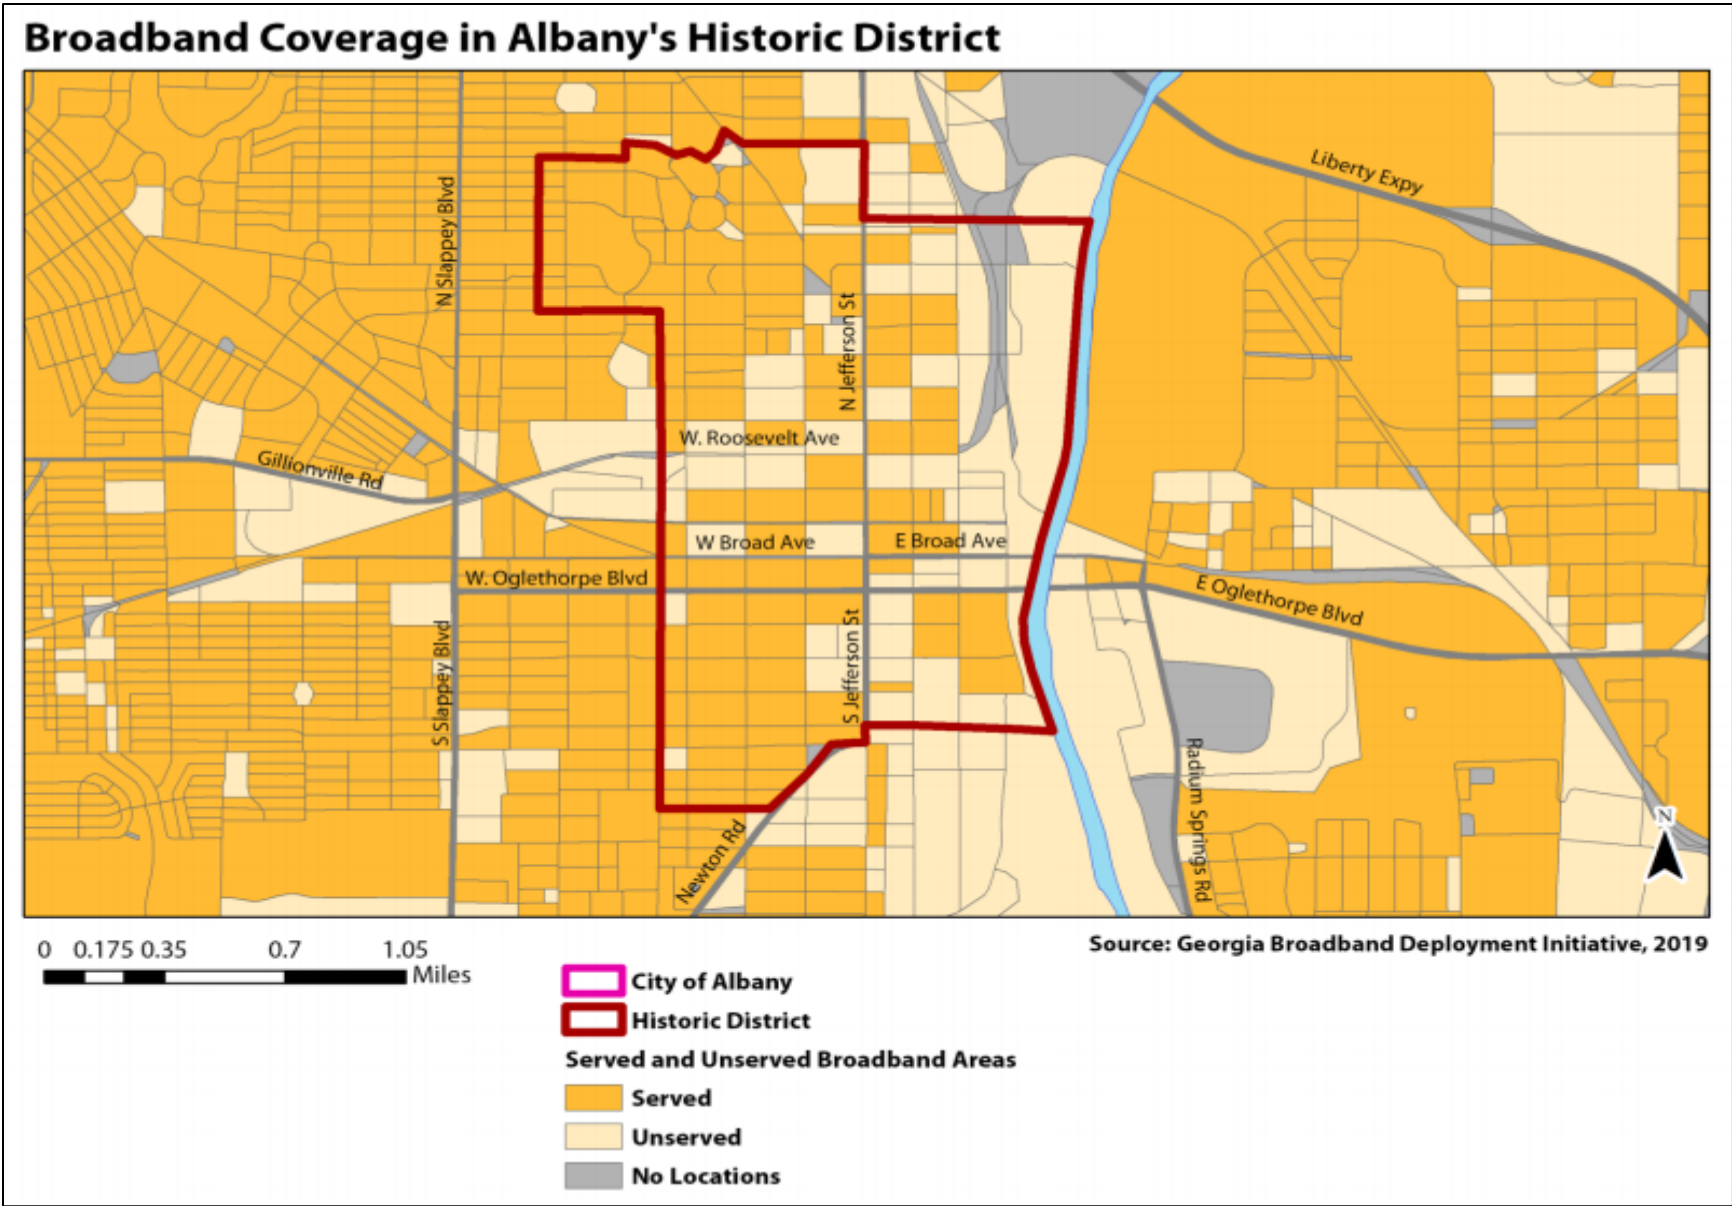 Broadband Coverage in Albany's Historic District
Liberty Expy
N Slappey Blvd
N Jefferson St
W. Roosevelt Ave
Gillionville Rd
W Broad Ave
E Broad Ave
W. Oglethorpe Blvd
E Oglethorpe Blvd
S Slappey Blvd
S Jefferson St
Radium Springs Rd
Newton Rd
N
0 0.175 0.35 0.7 1.05
Miles
Source: Georgia Broadband Deployment Initiative, 2019
City of Albany
Historic District
Served and Unserved Broadband Areas
Served
Unserved
No Locations